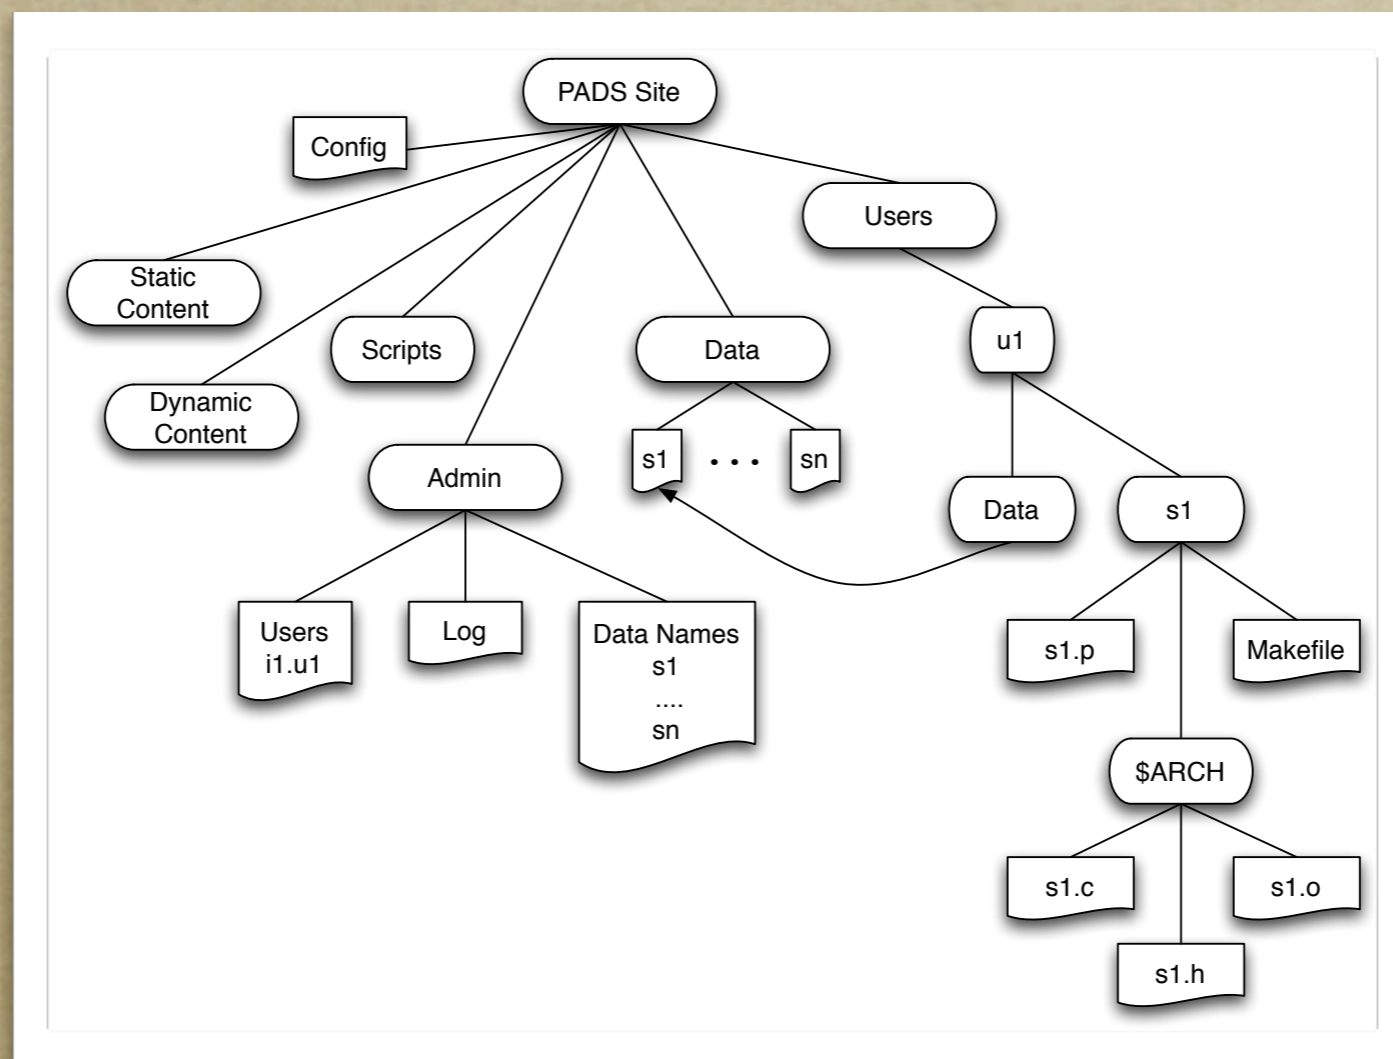 PADS Site
Config
Users
Static
Content
Scripts
Data
u1
Dynamic
Content
s1
• • •
sn
Admin
Data
s1
Users
i1.u1
Log
Data Names
s1
....
sn
s1.p
Makefile
$ARCH
s1.c
s1.o
s1.h